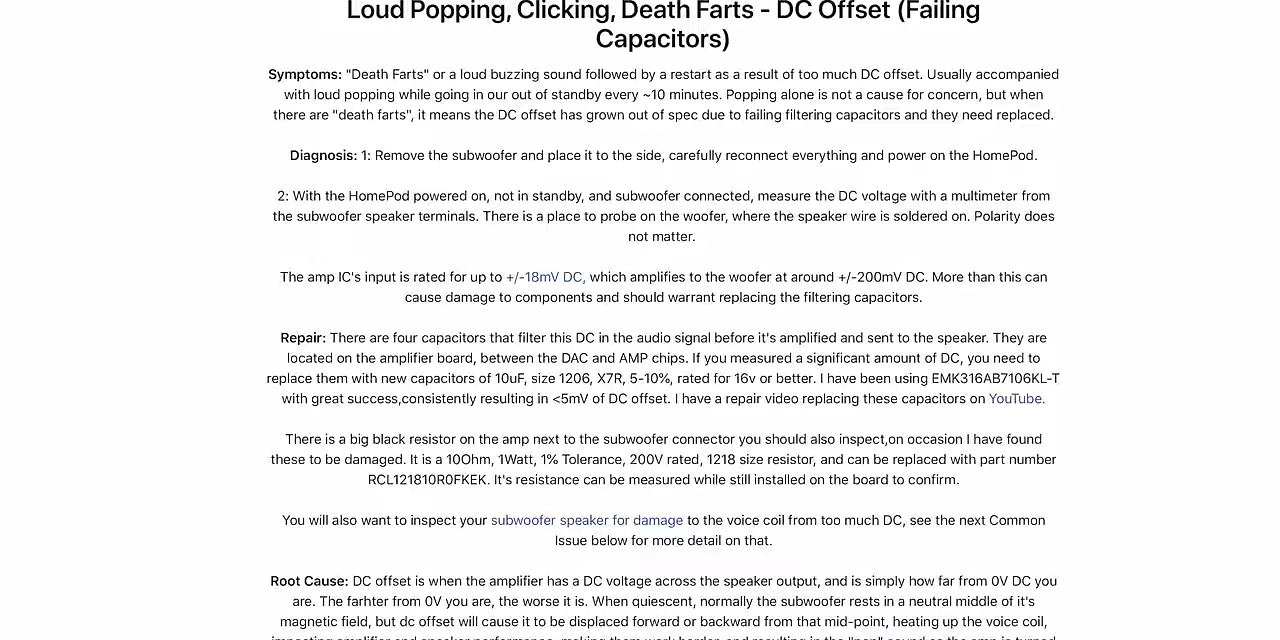 Loud Popping, Clicking, Death Farts - DC Offset (Failing
Capacitors)
Symptoms: "Death Farts" or a loud buzzing sound followed by a restart as a result of too much DC offset. Usually accompanied
with loud popping while going in our out of standby every ~10 minutes. Popping alone is not a cause for concern, but when
there are "death farts", it means the DC offset has grown out of spec due to failing filtering capacitors and they need replaced.
Diagnosis: 1: Remove the subwoofer and place it to the side, carefully reconnect everything and power on the HomePod.
2: With the HomePod powered on, not in standby, and subwoofer connected, measure the DC voltage with a multimeter from
the subwoofer speaker terminals. There is a place to probe on the woofer, where the speaker wire is soldered on. Polarity does
not matter.
The amp IC's input is rated for up to +/-18mV DC, which amplifies to the woofer at around +/-200mV DC. More than this can
cause damage to components and should warrant replacing the filtering capacitors.
Repair: There are four capacitors that filter this DC in the audio signal before it's amplified and sent to the speaker. They are
located on the amplifier board, between the DAC and AMP chips. If you measured a significant amount of DC, you need to
replace them with new capacitors of 10uF, size 1206, X7R, 5-10%, rated for 16v or better. I have been using EMK316AB7106KL-T
with great success,consistently resulting in <5mV of DC offset. I have a repair video replacing these capacitors on YouTube.
There is a big black resistor on the amp next to the subwoofer connector you should also inspect,on occasion I have found
these to be damaged. It is a 10Ohm, 1Watt, 1% Tolerance, 200V rated, 1218 size resistor, and can be replaced with part number
RCL121810R0FKEK. It's resistance can be measured while still installed on the board to confirm.
You will also want to inspect your subwoofer speaker for damage to the voice coil from too much DC, see the next Common
Issue below for more detail on that.
Root Cause: DC offset is when the amplifier has a DC voltage across the speaker output, and is simply how far from 0V DC you
are. The farhter from 0V you are, the worse it is. When quiescent, normally the subwoofer rests in a neutral middle of it's
magnetic field, but dc offset will cause it to be displaced forward or backward from that mid-point, heating up the voice coil,